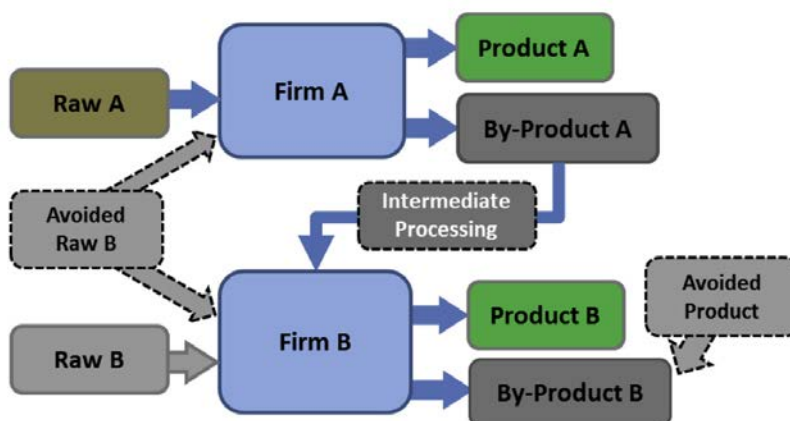 Product A
Firm A
Raw A
By-Product A
Avoided
Raw B
Intermediate
Processing
Avoided
Product
Product B
Firm B
Raw B
By-Product B